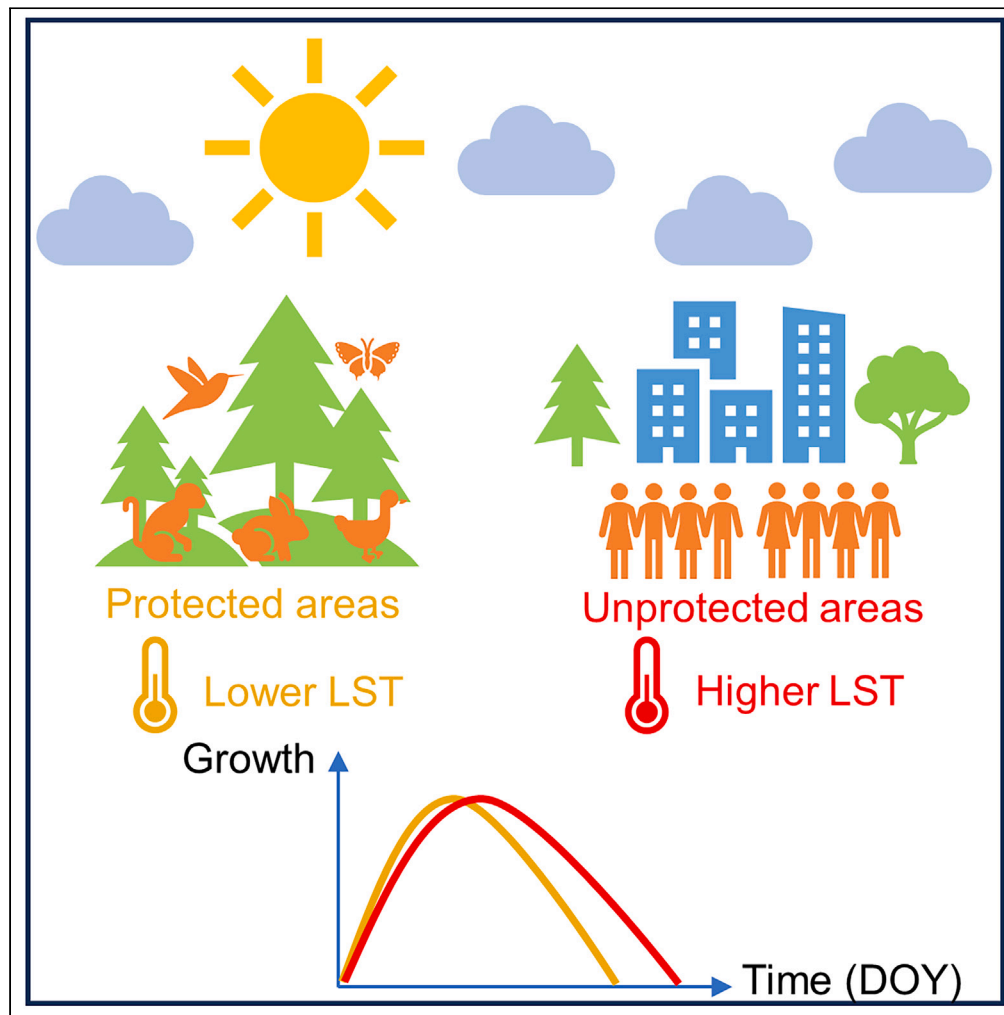 Protected areas
Unprotected areas
Lower LST
Higher LST
Growth
Time (DOY)